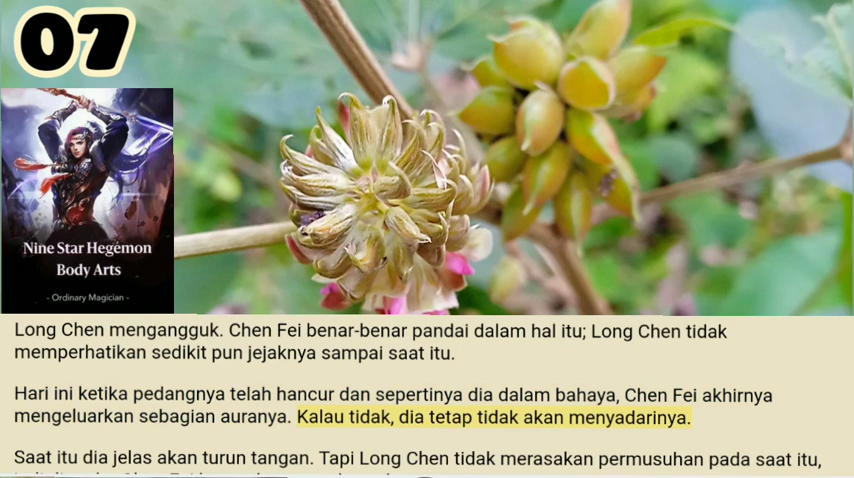 07
Nine Star Hegemon
Body Arts
- Ordinary Magician -
Long Chen mengangguk. Chen Fei benar-benar pandai dalam hal itu; Long Chen tidak
memperhatikan sedikit pun jejaknya sampai saat itu.
Hari ini ketika pedangnya telah hancur dan sepertinya dia dalam bahaya, Chen Fei akhirnya
mengeluarkan sebagian auranya. Kalau tidak, dia tetap tidak akan menyadarinya.
Saat itu dia jelas akan turun tangan. Tapi Long Chen tidak merasakan permusuhan pada saat itu,